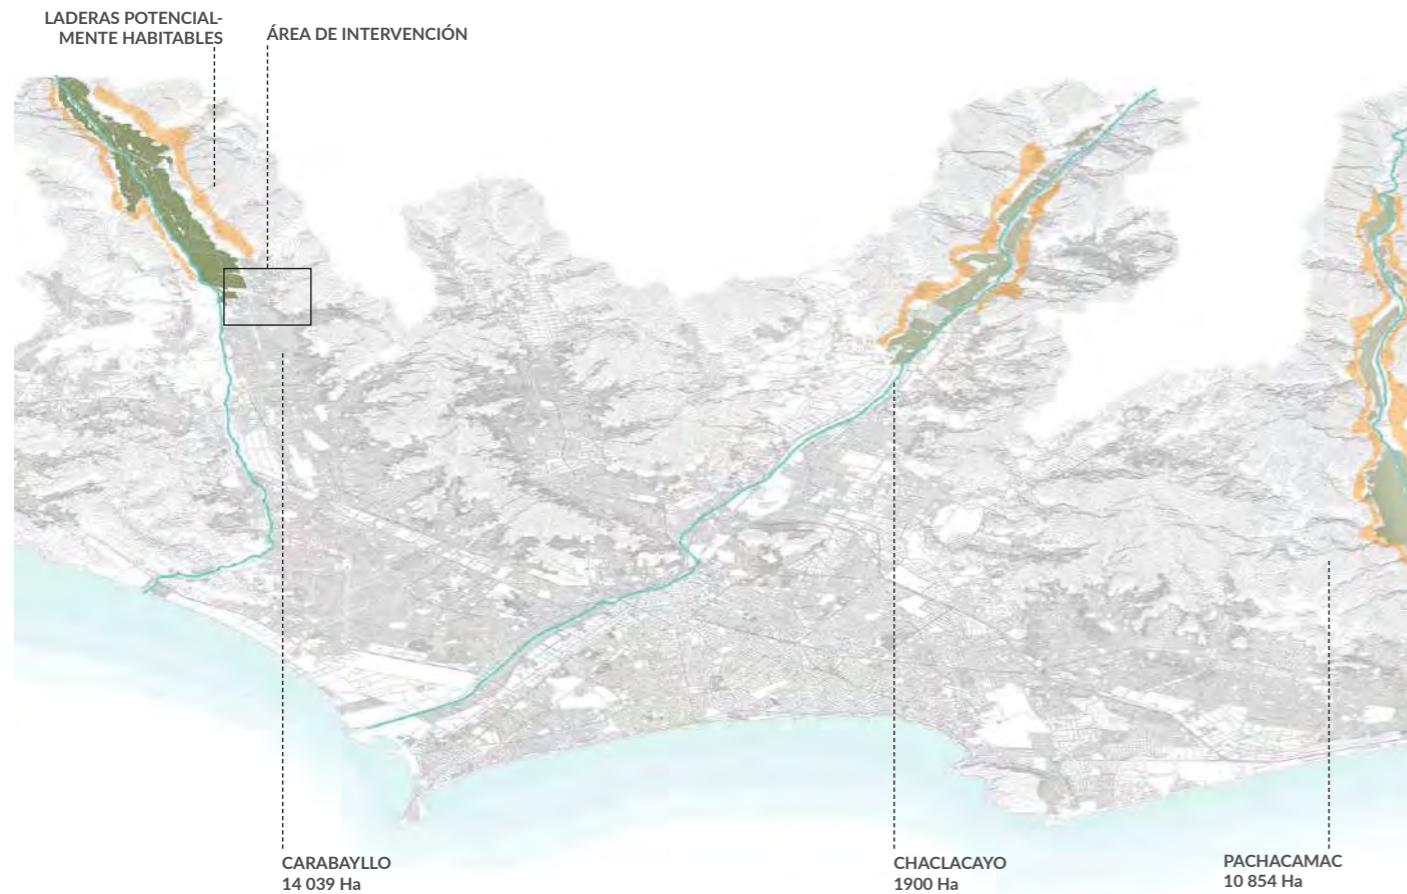 LADERAS POTENCIAL-
MENTE HABITABLES
ÁREA DE INTERVENCIÓN
CARABAYLLO
14 039 Ha
CHACLACAYO
1900 Ha
PACHACAMAC
10 854 Ha